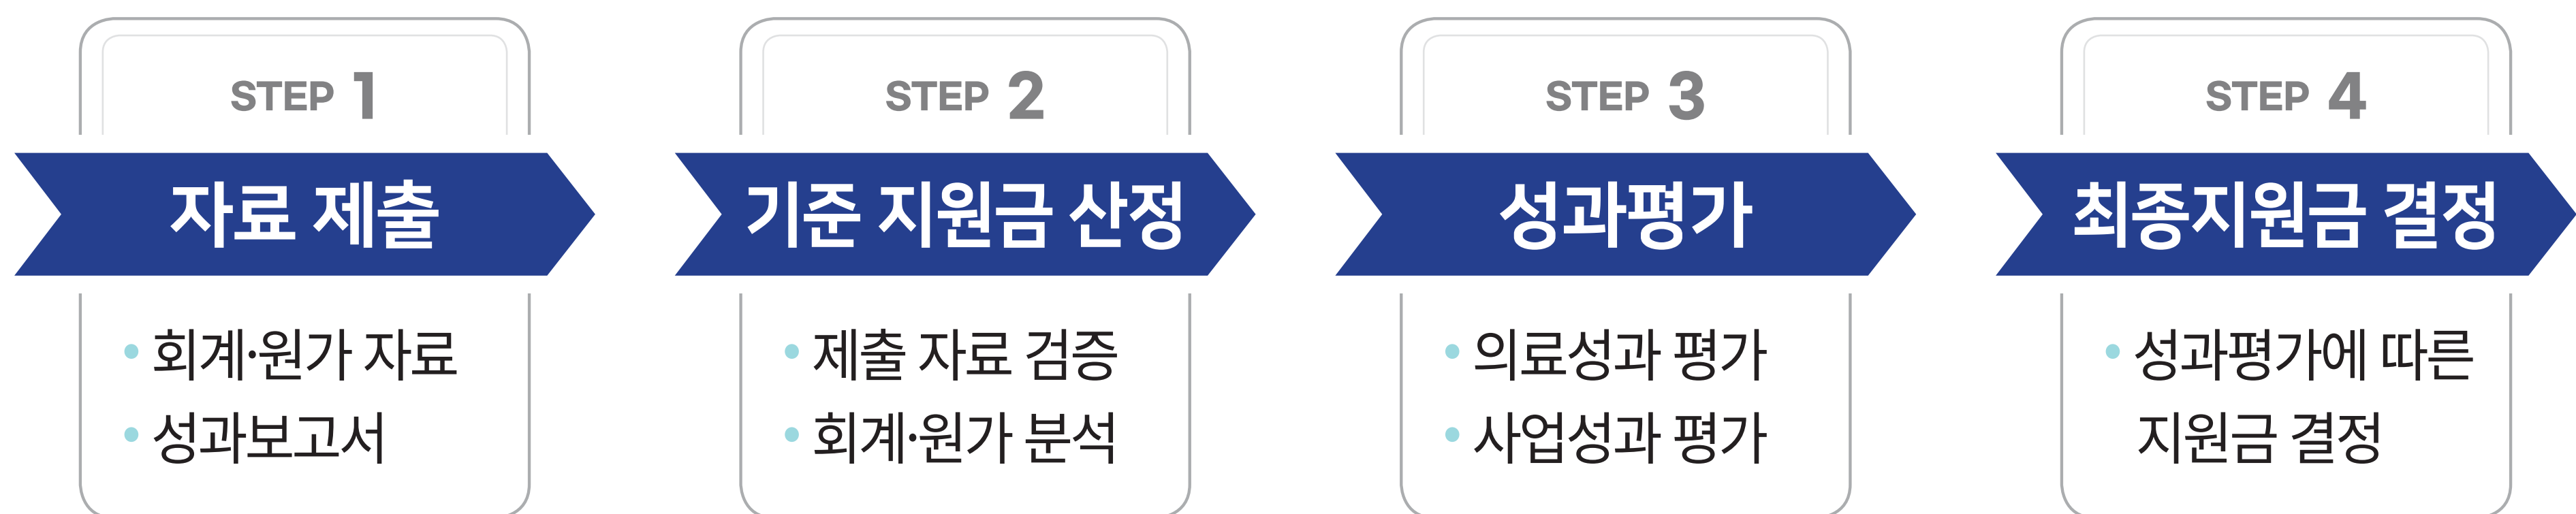 STEP 1
자료 제출
• 회계·원가 자료
• 성과보고서
STEP 2
기준 지원금 산정
• 제출 자료 검증
• 회계·원가 분석
STEP 3
성과평가
• 의료성과 평가
• 사업성과 평가
STEP 4
최종지원금 결정
• 성과평가에 따른
지원금 결정